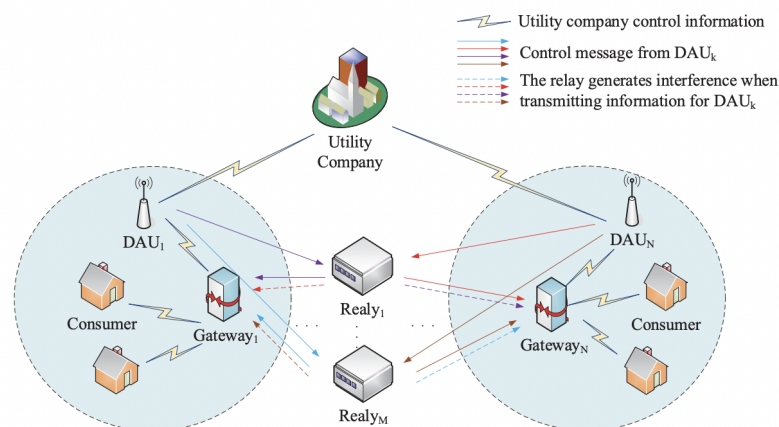 Utility company control information
Control message from DAUk
The relay generates interference when
transmitting information for DAUk
Utility
Company
DAU1
DAUN
Consumer
Gateway1
Realy1
GatewayN
Consumer
RealyM